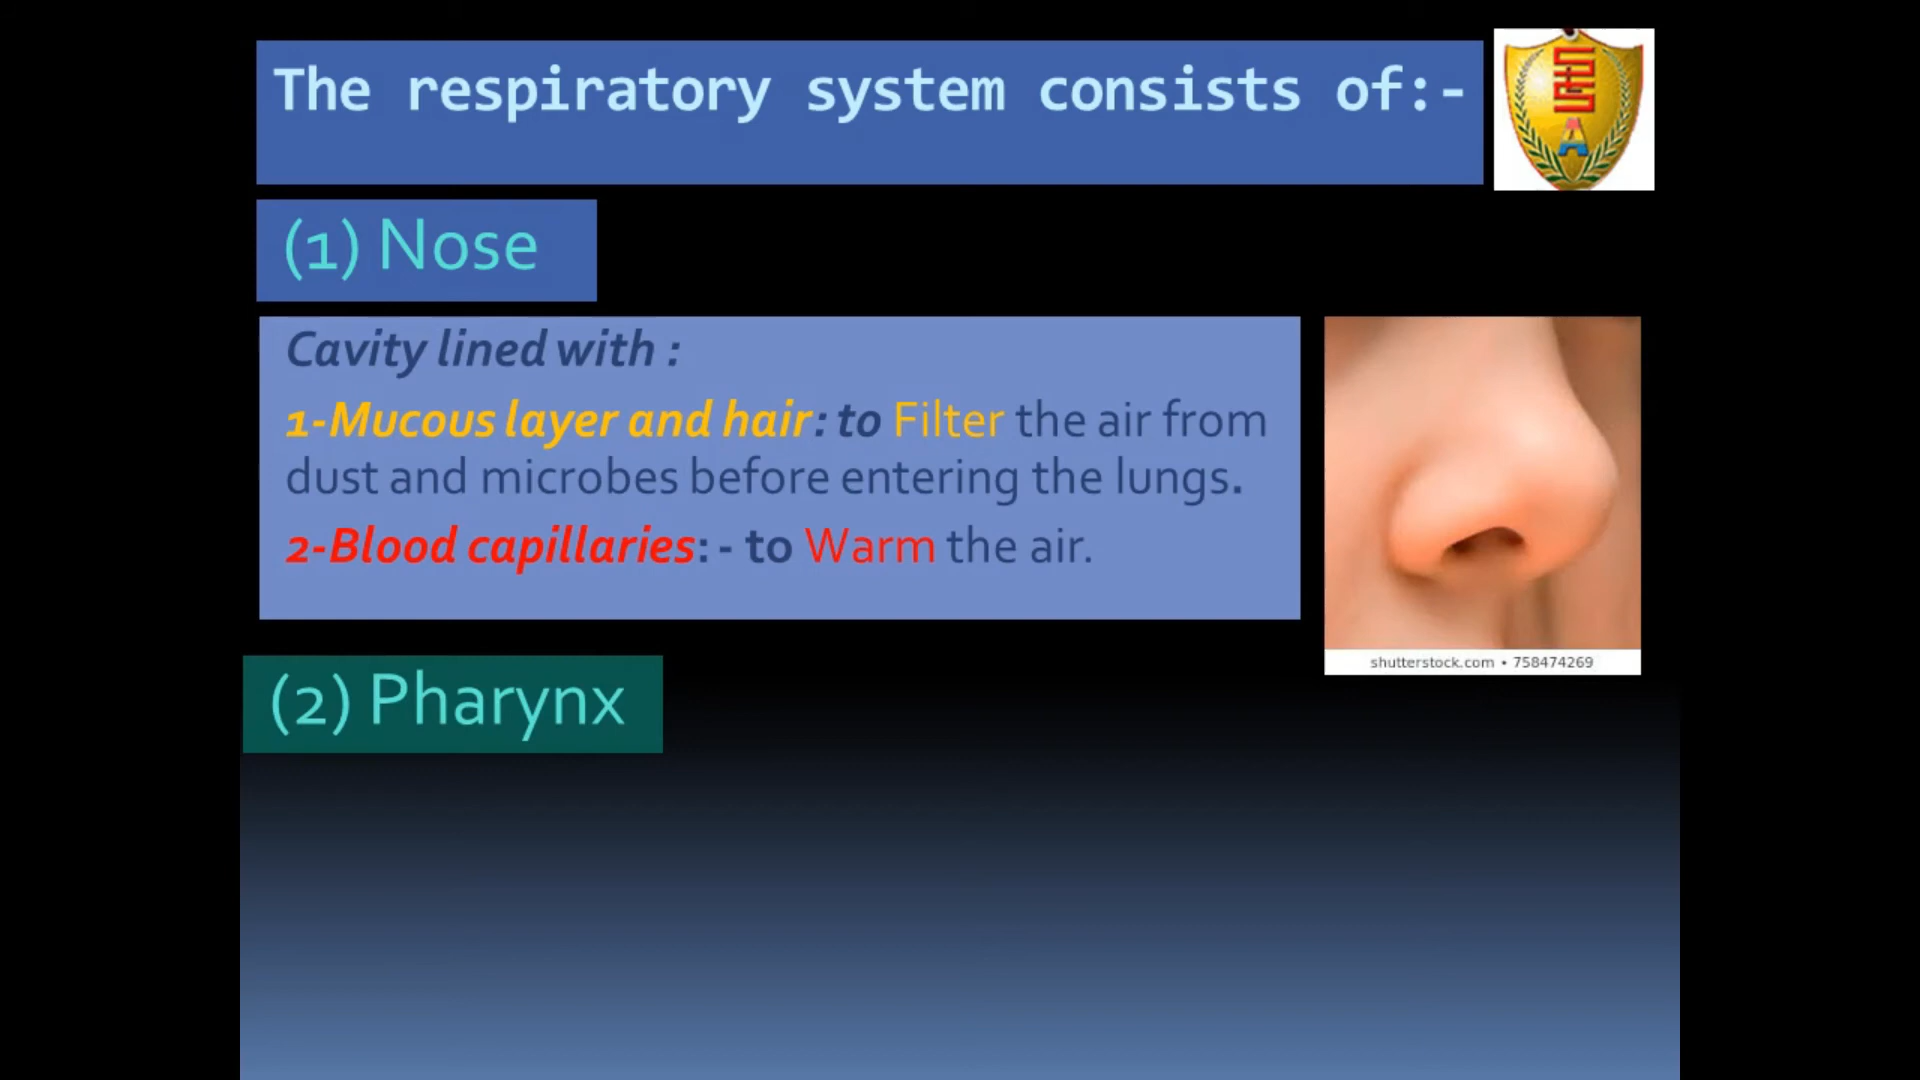 The respiratory system consists of:-
(1) Nose
Cavity lined with :
1-Mucous layer and hair: to Filter the air from
dust and microbes before entering the lungs.
2-Blood capillaries: - to Warm the air.
shutterstock.com • 758474269
(2) Pharynx